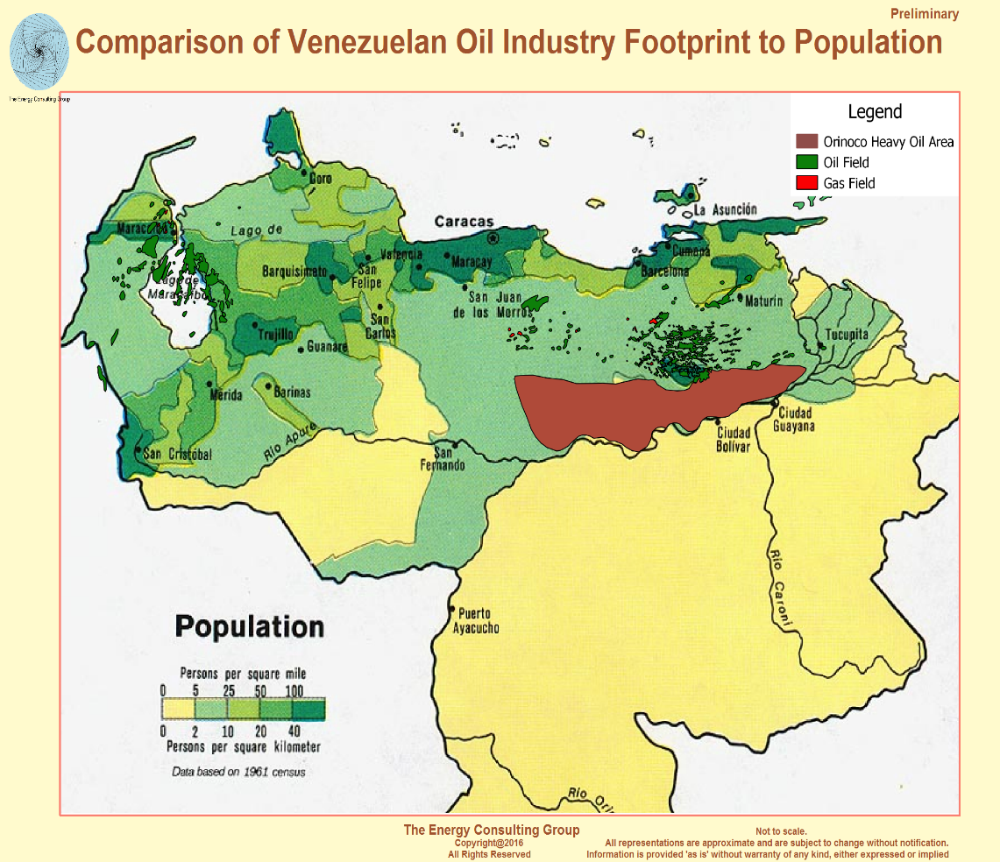 Preliminary
Comparison of Venezuelan Oil Industry Footprint to Population
The Energy Consulting Group
Legend
Orinoco Heavy Oil Area
Oil Field
Gas Field
Coro
La Asunción
Caracas
Lago de
Cumaná
Valencia
Maracay
Barquisimeto
San
Felipe
Barcelona
Lago de
San Juan
de los Morros
Maturín
San
Carlos
Trujillo
Tucupita
Guanare
Mérida
Barinas
Ciudad
Guayana
Río Apure
Ciudad
Bolívar
San Cristóbal
San
Fernando
Río Caroni
Puerto
Ayacucho
Population
Persons per square mile
0 5 25 50 100
0 2 10 20 40
Persons per square kilometer
Data based on 1961 census
The Energy Consulting Group
Copyright@2016
All Rights Reserved
Not to scale.
All representations are approximate and are subject to change without notification.
Information is provided 'as is' without warranty of any kind, either expressed or implied